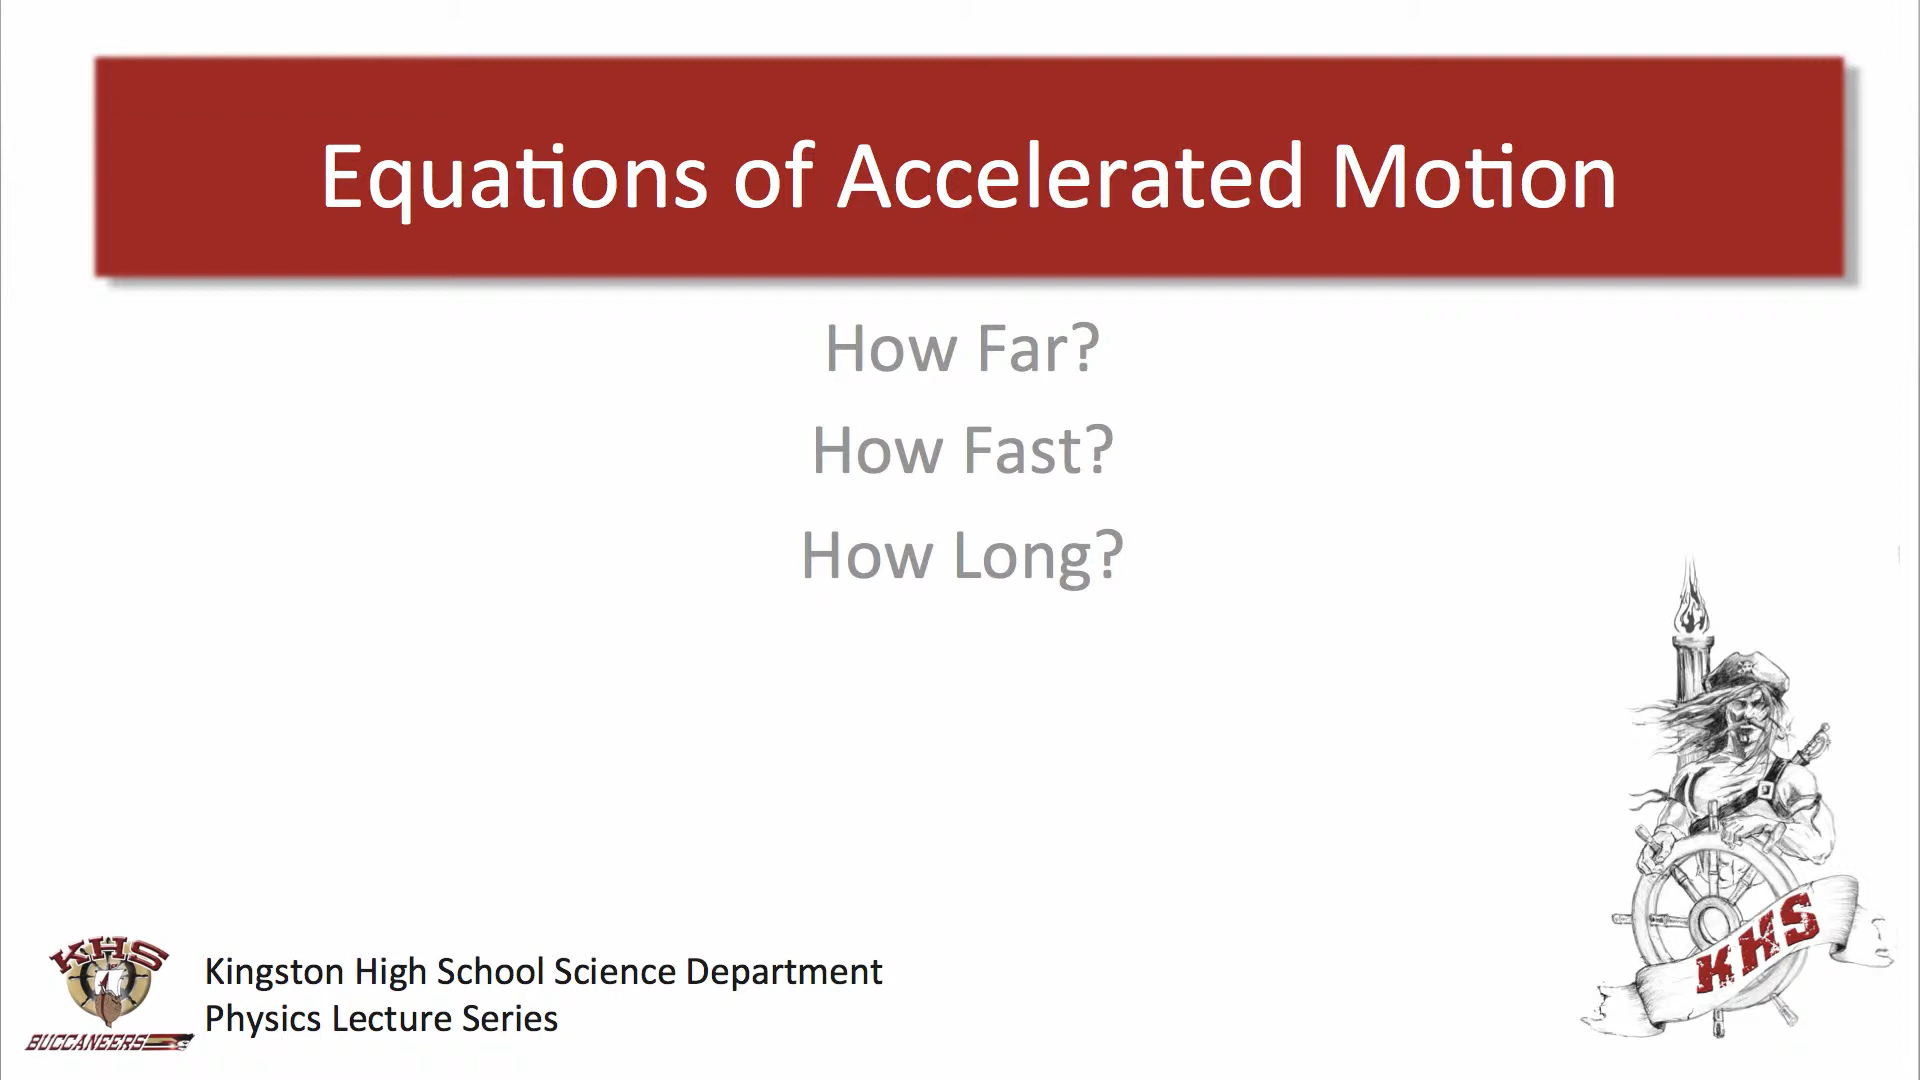 Equations of Accelerated Motion
How Far?
How Fast?
How Long?
KHS
KHS
Kingston High School Science Department
Physics Lecture Series
BUCCANEERS